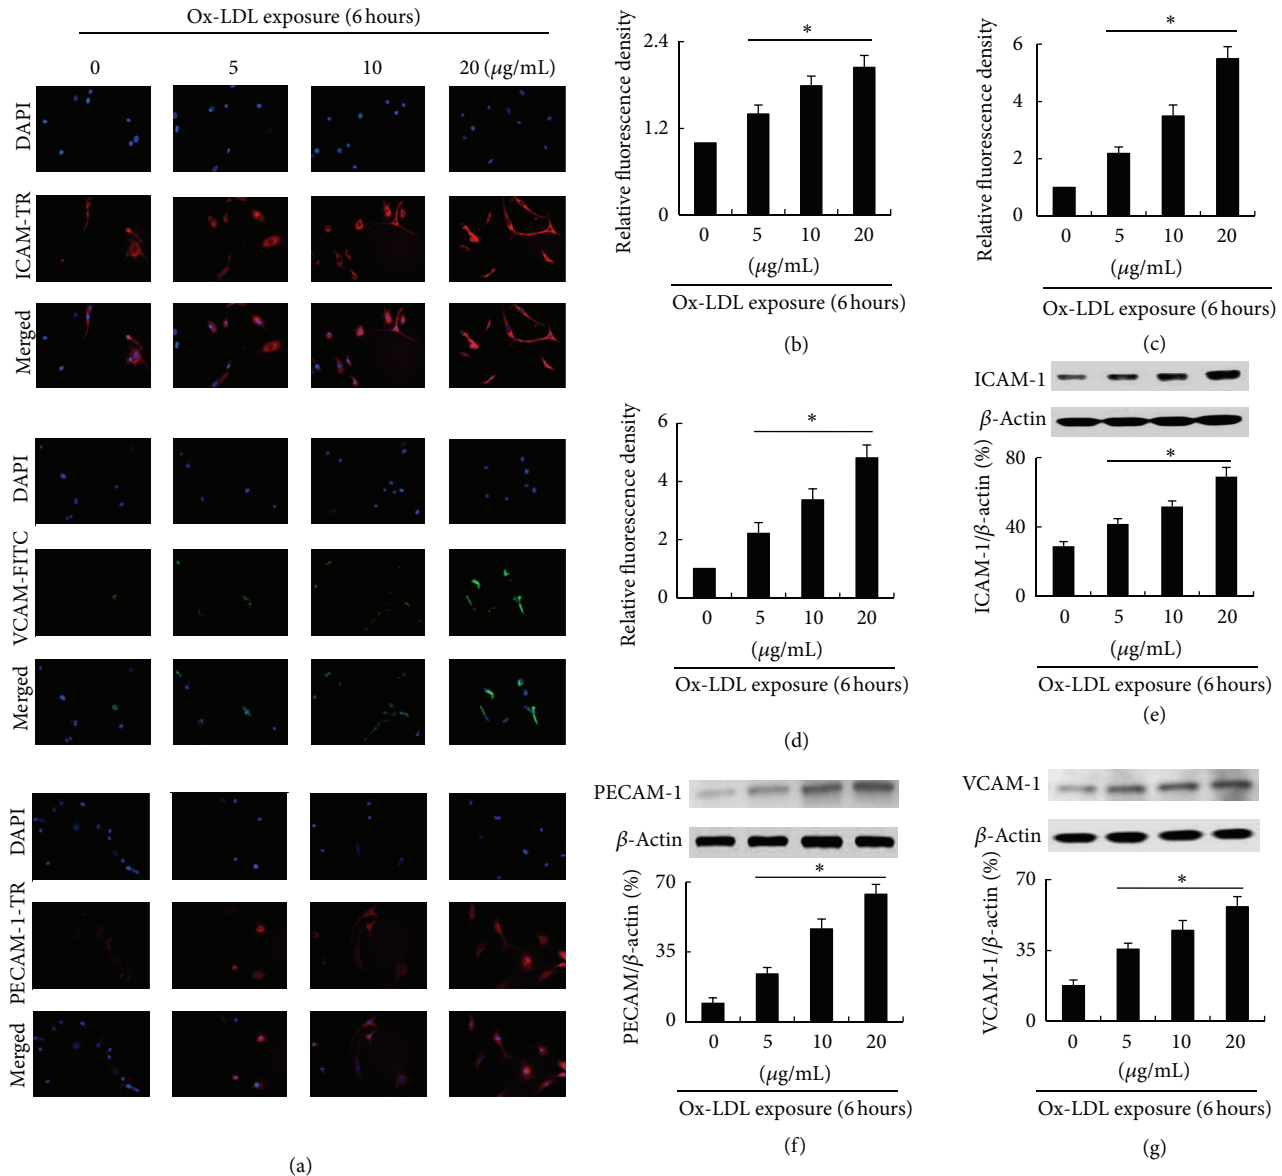 Ox-LDL exposure (6 hours)
0 5 10 20 (μg/mL)
DAPI
ICAM-TR
Merged
DAPI
VCAM-FITC
Merged
DAPI
PECAM-1-TR
Merged
(a)
Relative fluorescence density
2.4
1.2
0
*
0 5 10 20
(μg/mL)
Ox-LDL exposure (6 hours)
(b)
Relative fluorescence density
6
4
2
0
*
0 5 10 20
(μg/mL)
Ox-LDL exposure (6 hours)
(c)
Relative fluorescence density
6
4
2
0
*
0 5 10 20
(μg/mL)
Ox-LDL exposure (6 hours)
(d)
ICAM-1
β-Actin
ICAM-1/β-actin (%)
80
40
0
*
0 5 10 20
(μg/mL)
Ox-LDL exposure (6 hours)
(e)
PECAM-1
β-Actin
PECAM/β-actin (%)
70
35
0
*
0 5 10 20
(μg/mL)
Ox-LDL exposure (6 hours)
(f)
VCAM-1
β-Actin
VCAM-1/β-actin (%)
70
35
0
*
0 5 10 20
(μg/mL)
Ox-LDL exposure (6 hours)
(g)